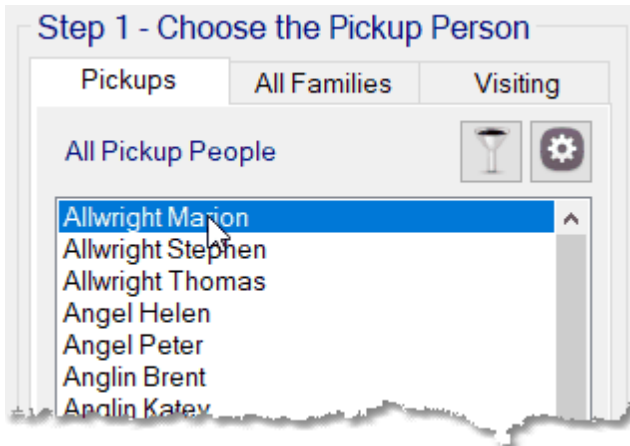 Step 1 - Choose the Pickup Person
Pickups All Families Visiting
All Pickup People
Allwright Marion
Allwright Stephen
Allwright Thomas
Angel Helen
Angel Peter
Anglin Brent
Anglin Katey